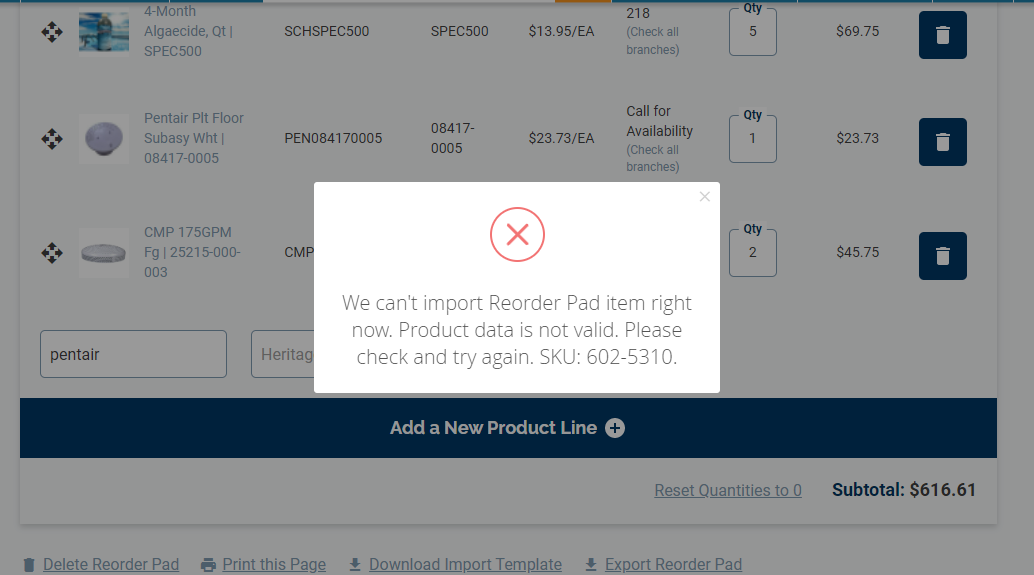 4-Month
Algaecide, Qt |
SPEC500
SCHSPEC500
SPEC500
$13.95/EA
218
(Check all
branches)
Qty
5
$69.75
Pentair Plt Floor
Subasy Wht |
08417-0005
PEN084170005
08417-
0005
$23.73/EA
Call for
Availability
(Check all
branches)
Qty
1
$23.73
CMP 175GPM
Fg | 25215-000-
003
CMP
Qty
2
$45.75
We can't import Reorder Pad item right
now. Product data is not valid. Please
check and try again. SKU: 602-5310.
pentair
Heritag
Add a New Product Line
Reset Quantities to 0
Subtotal: $616.61
Delete Reorder Pad
Print this Page
Download Import Template
Export Reorder Pad